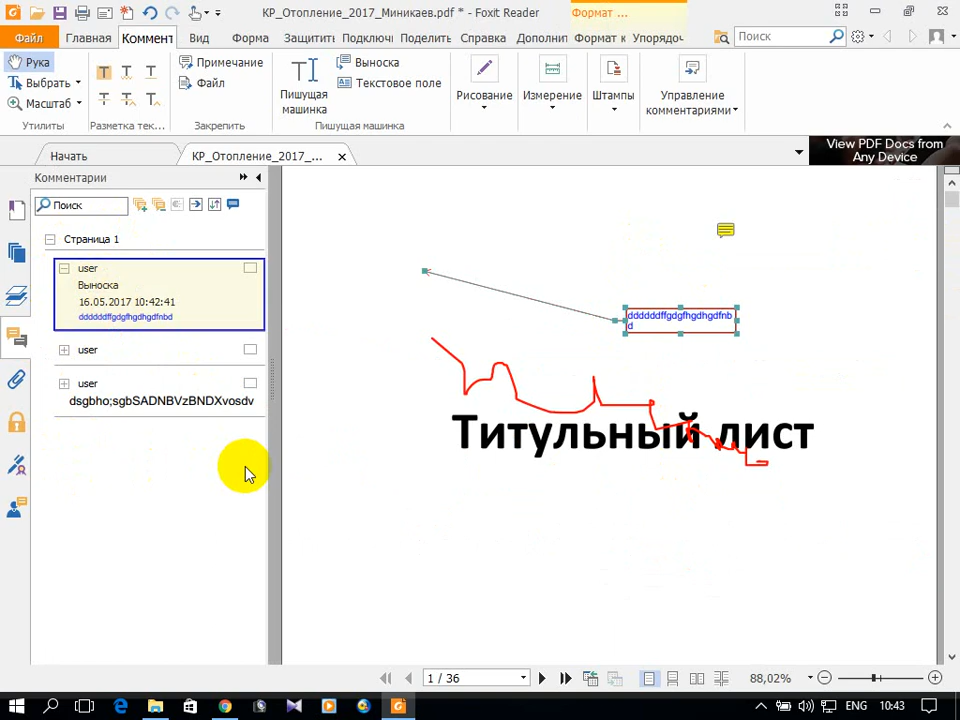 КР_Отопление_2017_Миникаев.pdf * - Foxit Reader
Формат ...
Файл
Главная
Коммент
Вид
Форма
Защитить
Подключ
Поделить
Справка
Дополни
Формат к
Упорядоч
Поиск
Рука
Выбрать
Масштаб
Утилиты
Разметка тек...
Примечание
Файл
Закрепить
Пишущая
машинка
Выноска
Текстовое поле
Пишущая машинка
Рисование
Измерение
Штампы
Управление
комментариями
Начать
КР_Отопление_2017_...
View PDF Docs from
Any Device
Комментарии
Поиск
Страница 1
user
Выноска
16.05.2017 10:42:41
ddddddffgdgfhgdhgdfnbd
user
user
dsgbho;sgbSADNBVzBNDXvosdv
ddddddffgdgfhgdhgdfnb
d
Титульный лист
1 / 36
88,02%
ENG
10:43